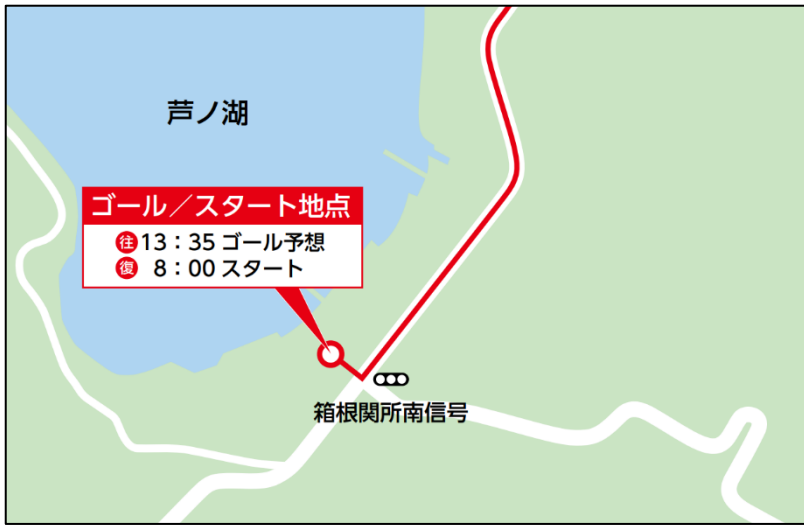 芦ノ湖
ゴール／スタート地点
往 13：35 ゴール予想
復 8：00 スタート
箱根関所南信号